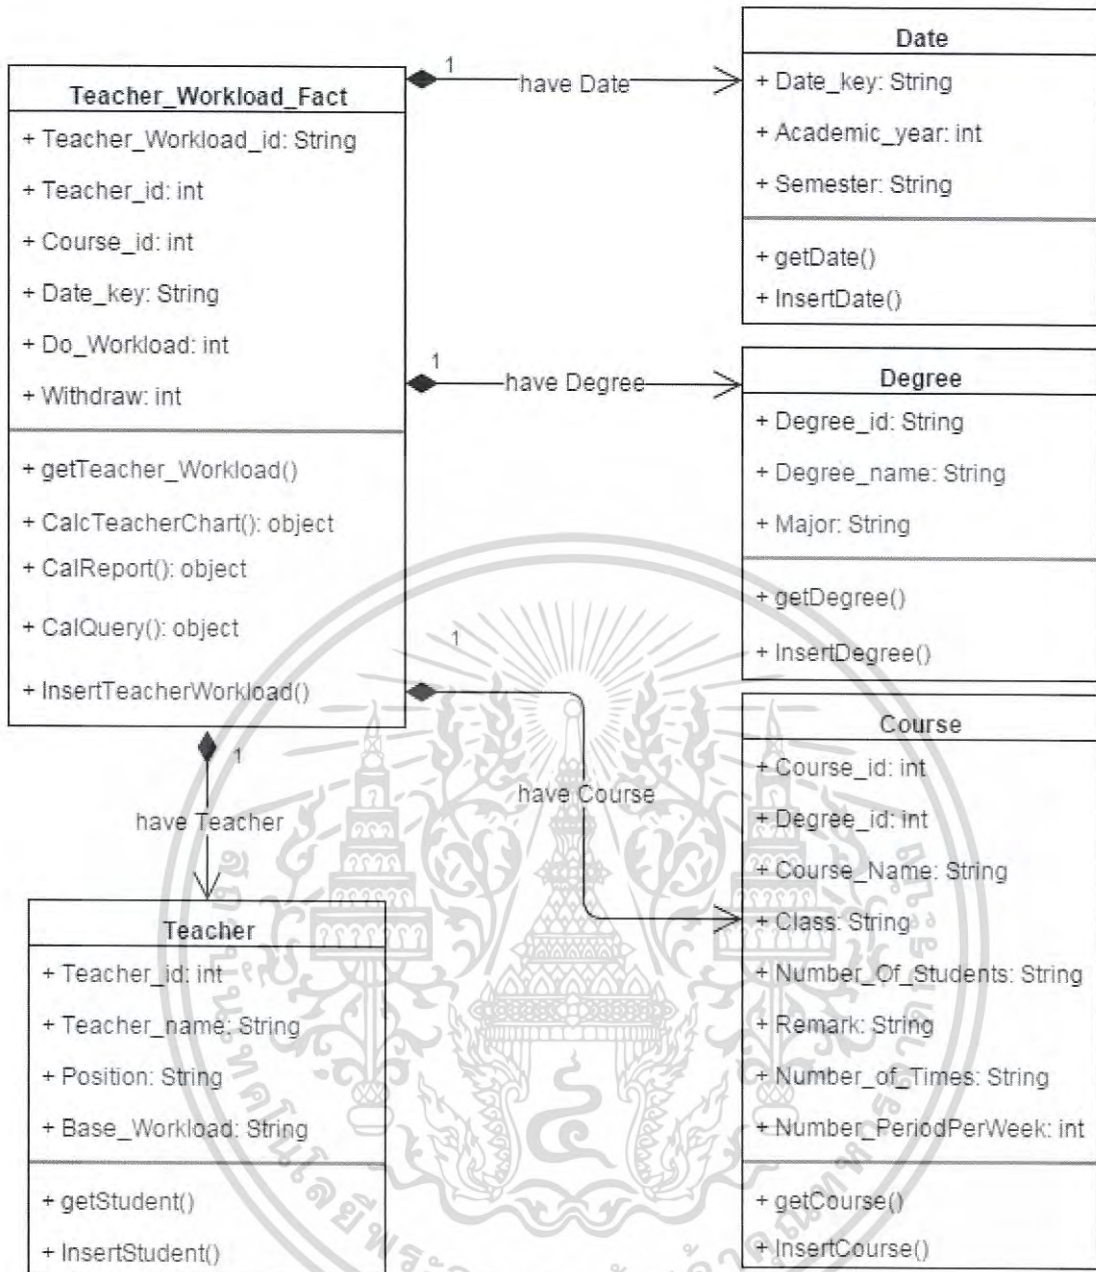 Teacher_Workload_Fact
+ Teacher_Workload_id: String
+ Teacher_id: int
+ Course_id: int
+ Date_key: String
+ Do_Workload: int
+ Withdraw: int
+ getTeacher_Workload()
+ CalcTeacherChart(): object
+ CalReport(): object
+ CalQuery(): object
+ InsertTeacherWorkload()
1
have Date
Date
+ Date_key: String
+ Academic_year: int
+ Semester: String
+ getDate()
+ InsertDate()
1
have Degree
Degree
+ Degree_id: String
+ Degree_name: String
+ Major: String
+ getDegree()
+ InsertDegree()
1
have Course
Course
+ Course_id: int
+ Degree_id: int
+ Course_Name: String
+ Class: String
+ Number_Of_Students: String
+ Remark: String
+ Number_of_Times: String
+ Number_PeriodPerWeek: int
+ getCourse()
+ InsertCourse()
1
have Teacher
Teacher
+ Teacher_id: int
+ Teacher_name: String
+ Position: String
+ Base_Workload: String
+ getStudent()
+ InsertStudent()